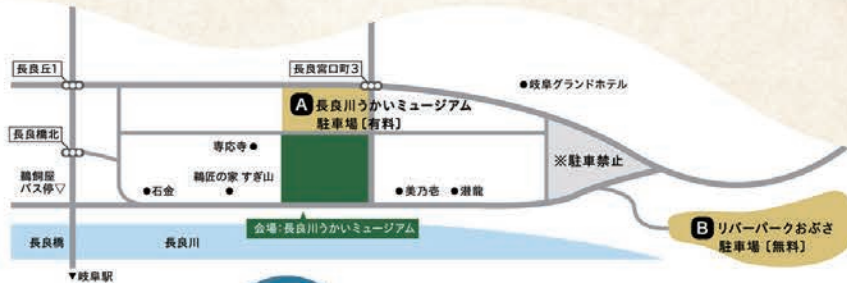 長良丘1
長良宮口町3
●岐阜グランドホテル
A 長良川うかいミュージアム
駐車場〔有料〕
長良橋北
専応寺●
※駐車禁止
鵜飼屋
バス停▽
●石金
鵜匠の家 すぎ山
●
●美乃壱
●潜龍
会場:長良川うかいミュージアム
B リバーパークおぶさ
駐車場〔無料〕
長良橋
長良川
▼岐阜駅